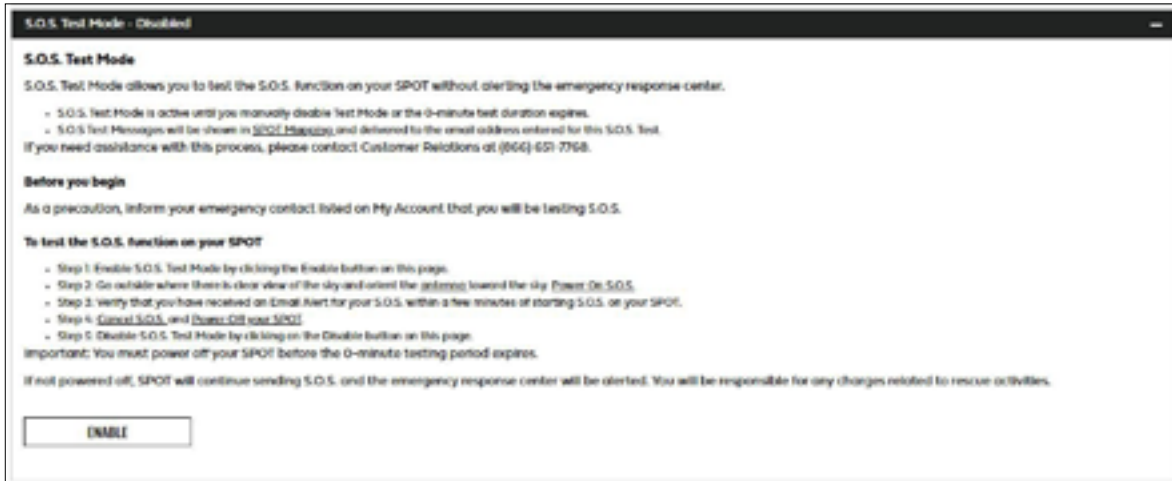 S.O.S. Test Mode - Disabled
S.O.S. Test Mode
S.O.S. Test Mode allows you to test the S.O.S. function on your SPOT without alerting the emergency response center.
• S.O.S. Test Mode is active until you manually disable Test Mode or the 0-minute test duration expires.
• S.O.S Test Messages will be shown in SPOT Mapping and delivered to the email address entered for this S.O.S. Test.
If you need assistance with this process, please contact Customer Relations at (866) 651-7768.
Before you begin
As a precaution, inform your emergency contact listed on My Account that you will be testing S.O.S.
To test the S.O.S. function on your SPOT
• Step 1: Enable S.O.S. Test Mode by clicking the Enable button on this page.
• Step 2: Go outside where there is clear view of the sky and orient the antenna toward the sky. Power On S.O.S.
• Step 3: Verify that you have received an Email Alert for your S.O.S. within a few minutes of starting S.O.S. on your SPOT.
• Step 4: Cancel S.O.S. and Power Off your SPOT.
• Step 5: Disable S.O.S. Test Mode by clicking on the Disable button on this page.
Important: You must power off your SPOT before the 0-minute testing period expires.
If not powered off, SPOT will continue sending S.O.S. and the emergency response center will be alerted. You will be responsible for any charges related to rescue activities.
ENABLE